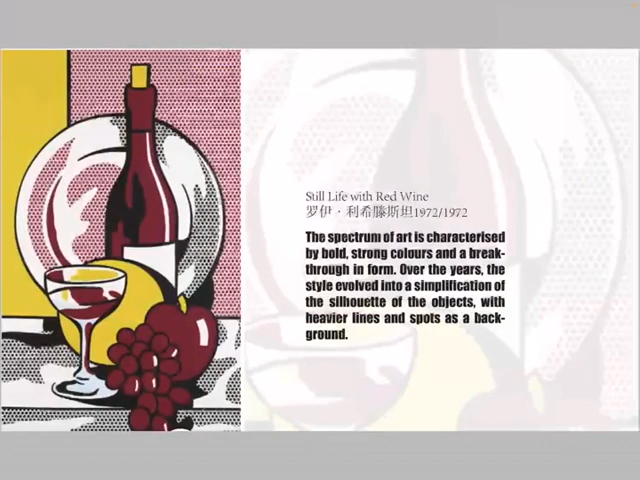 Still Life with Red Wine
罗伊·利希滕斯坦1972/1972
The spectrum of art is characterised
by bold, strong colours and a break-
through in form. Over the years, the
style evolved into a simplification of
the silhouette of the objects, with
heavier lines and spots as a back-
ground.